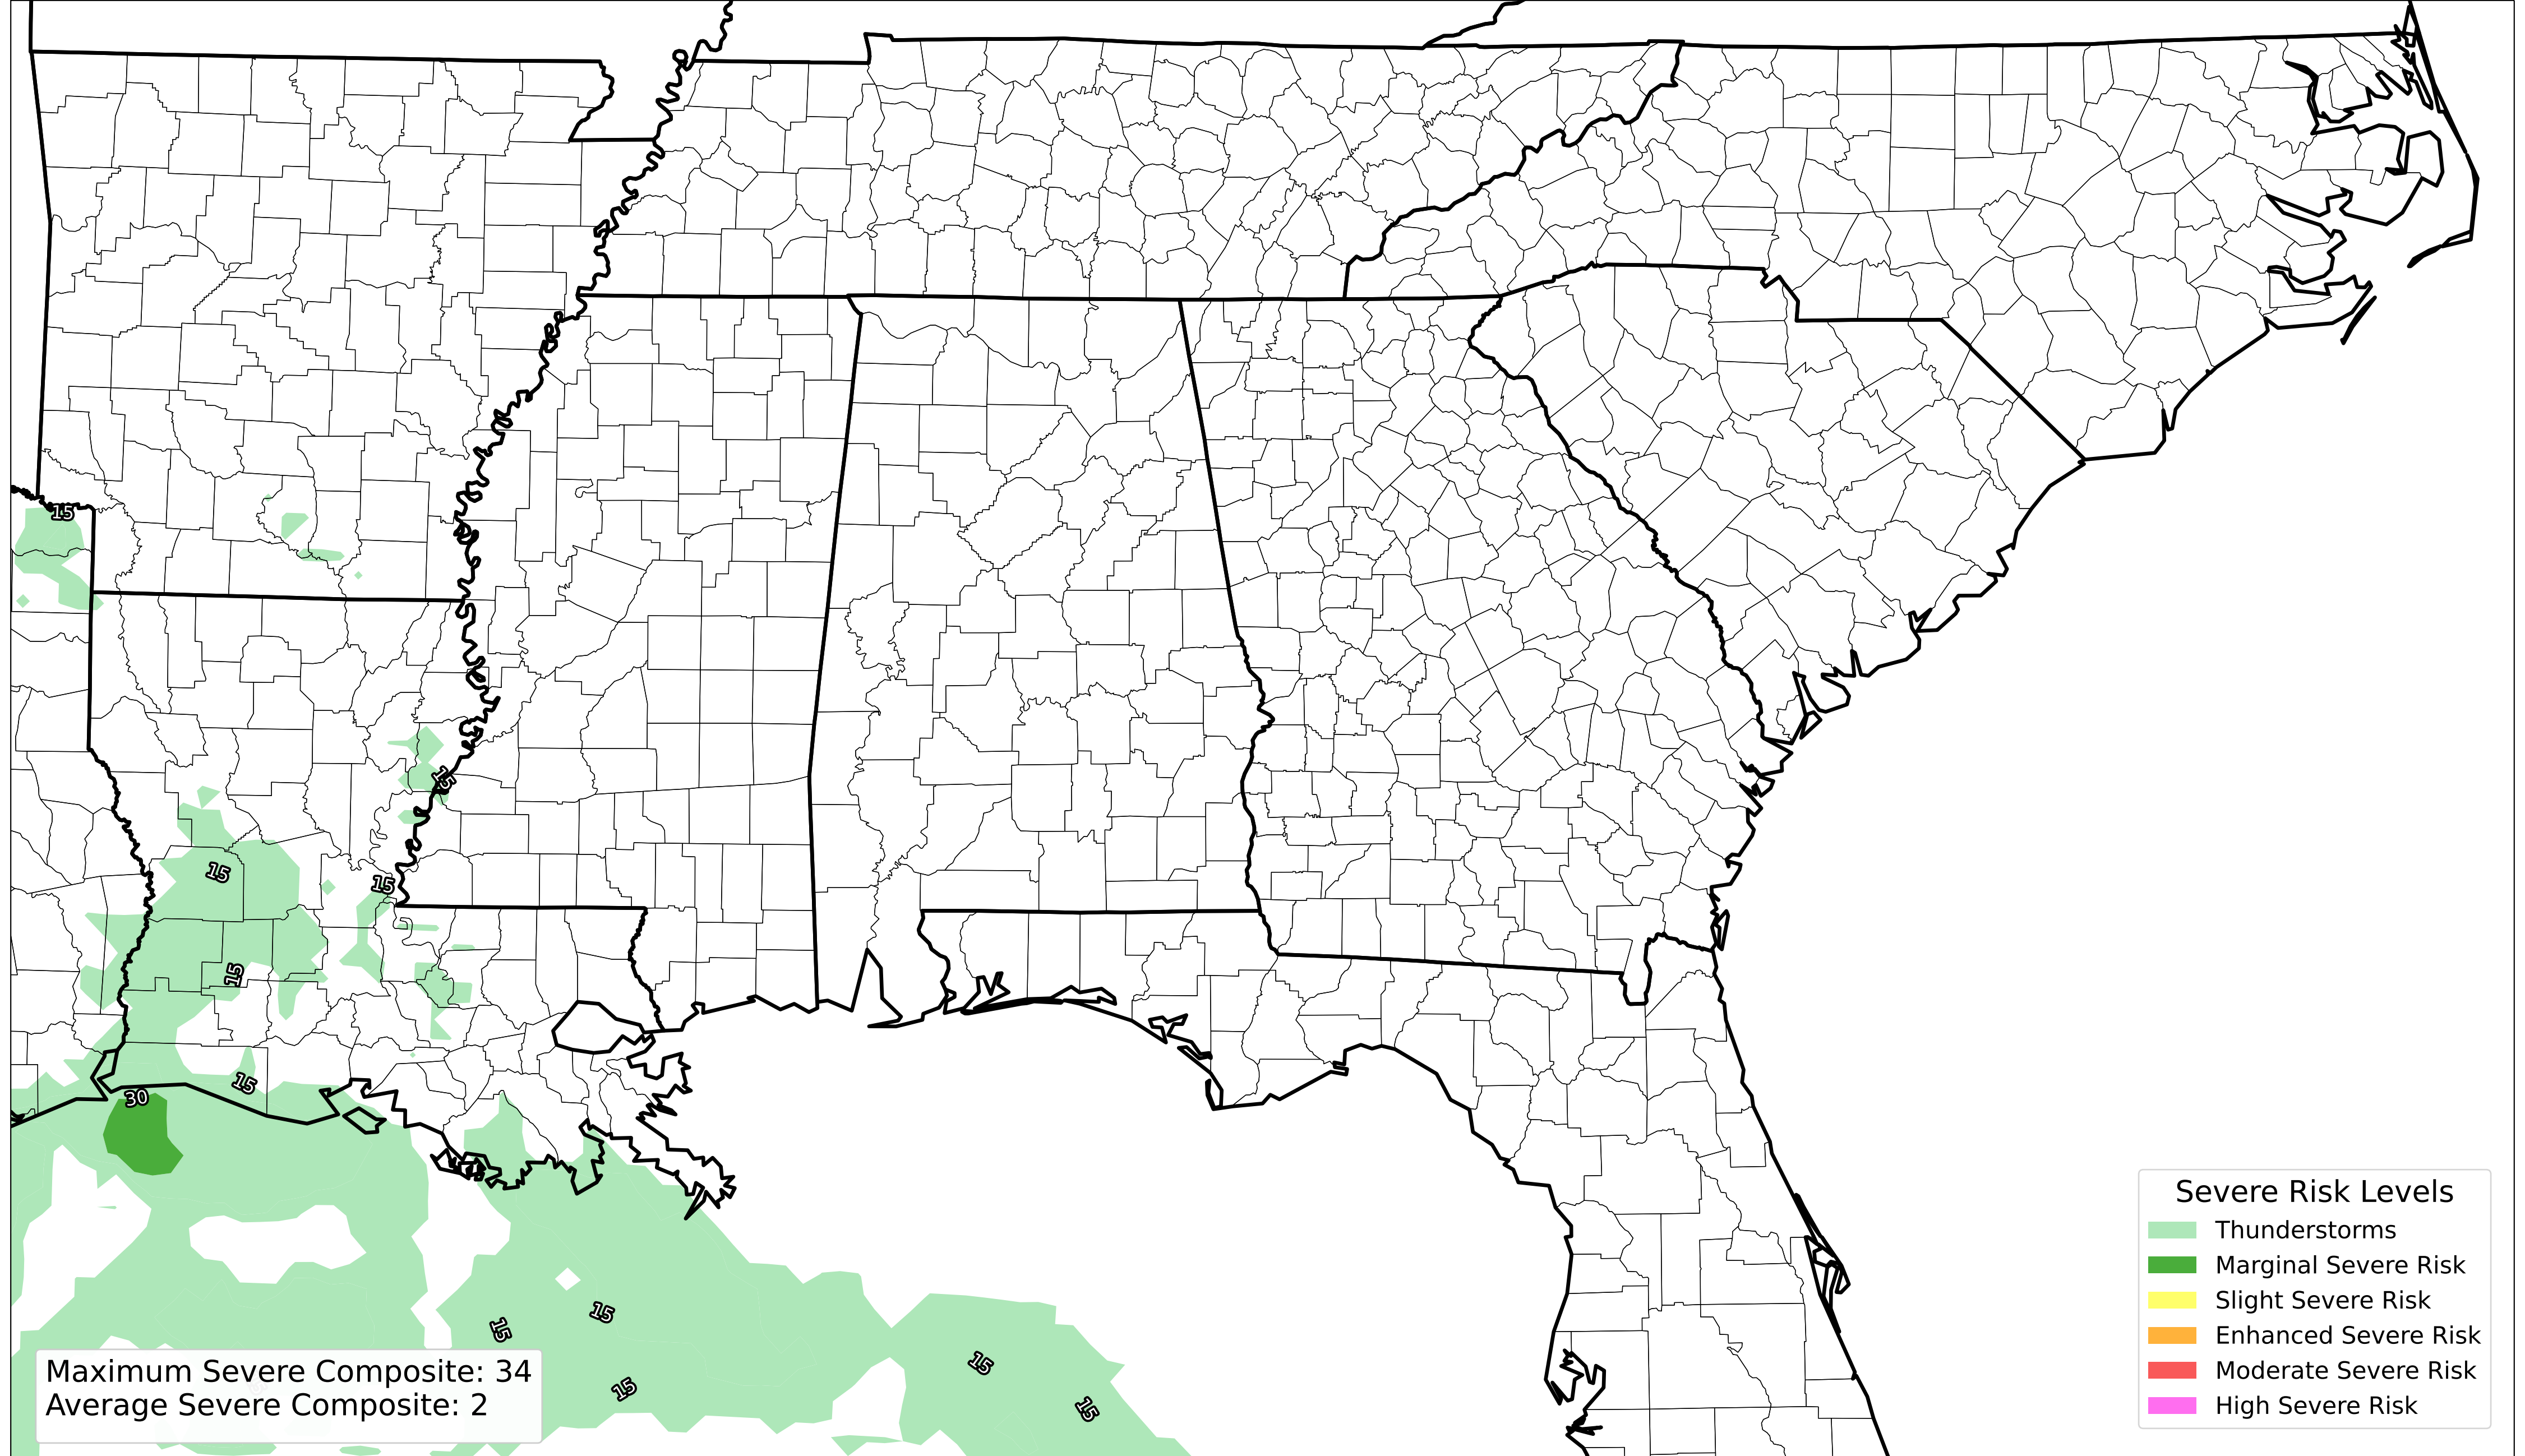 15
15
15
15
15
15
30
15
15
15
15
15
Severe Risk Levels
Thunderstorms
Marginal Severe Risk
Slight Severe Risk
Enhanced Severe Risk
Moderate Severe Risk
High Severe Risk
Maximum Severe Composite: 34
Average Severe Composite: 2